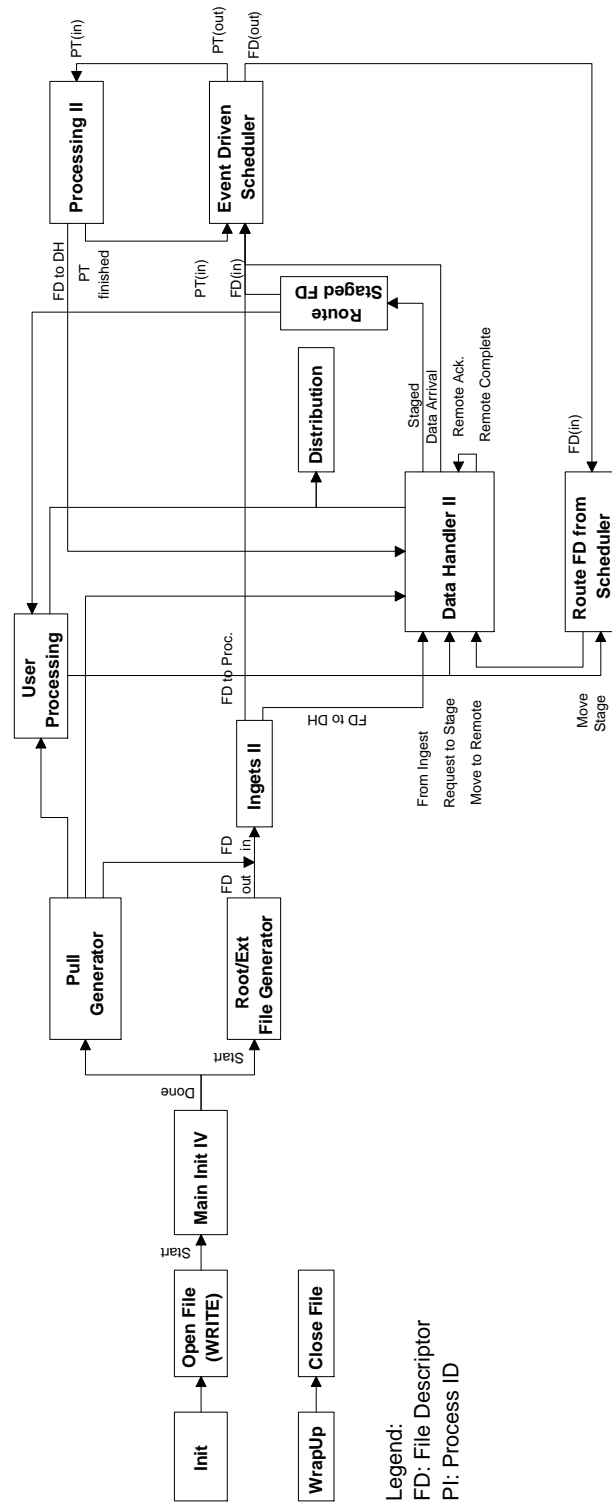 Init
Open File
(WRITE)
Start
Main Init IV
Done
Start
WrapUp
Close File
Pull
Generator
Root/Ext
File Generator
FD
out
FD
in
Ingets II
User
Processing
FD to Proc.
FD to DH
From Ingest
Request to Stage
Move to Remote
Move
Stage
Data Handler II
Route FD from
Scheduler
Distribution
Staged
Data Arrival
Remote Ack.
Remote Complete
Route
Staged FD
FD to DH
PT
finished
PT(in)
FD(in)
FD(in)
Processing II
Event Driven
Scheduler
PT(in)
PT(out)
FD(out)
Legend:
FD: File Descriptor
PI: Process ID